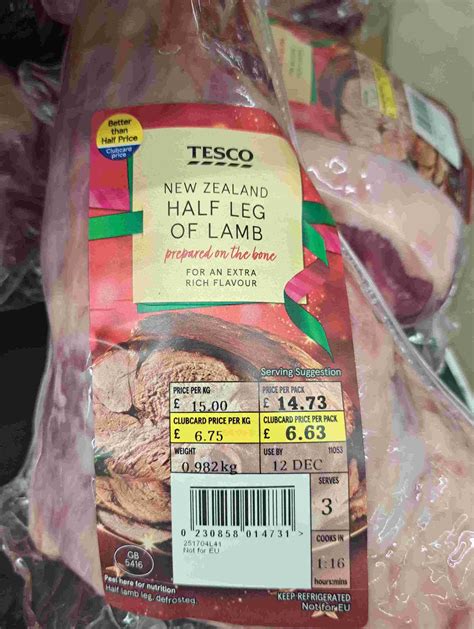 Better
than
Half Price
Clubcard
price
TESCO
NEW ZEALAND
HALF LEG
OF LAMB
prepared on the bone
FOR AN EXTRA
RICH FLAVOUR
Serving Suggestion
PRICE PER KG
£ 15.00
PRICE PER PACK
£ 14.73
CLUBCARD PRICE PER KG
£ 6.75
CLUBCARD PRICE PER PACK
£ 6.63
WEIGHT
0.982kg
USE BY 11053
12 DEC
SERVES
3
COOKS IN
1:16
hours:mins
0 230858 014731 >
251704L41
Not for EU
GB
5416
Peel here for nutrition
Half lamb leg, defrosted.
KEEP REFRIGERATED
Not for EU